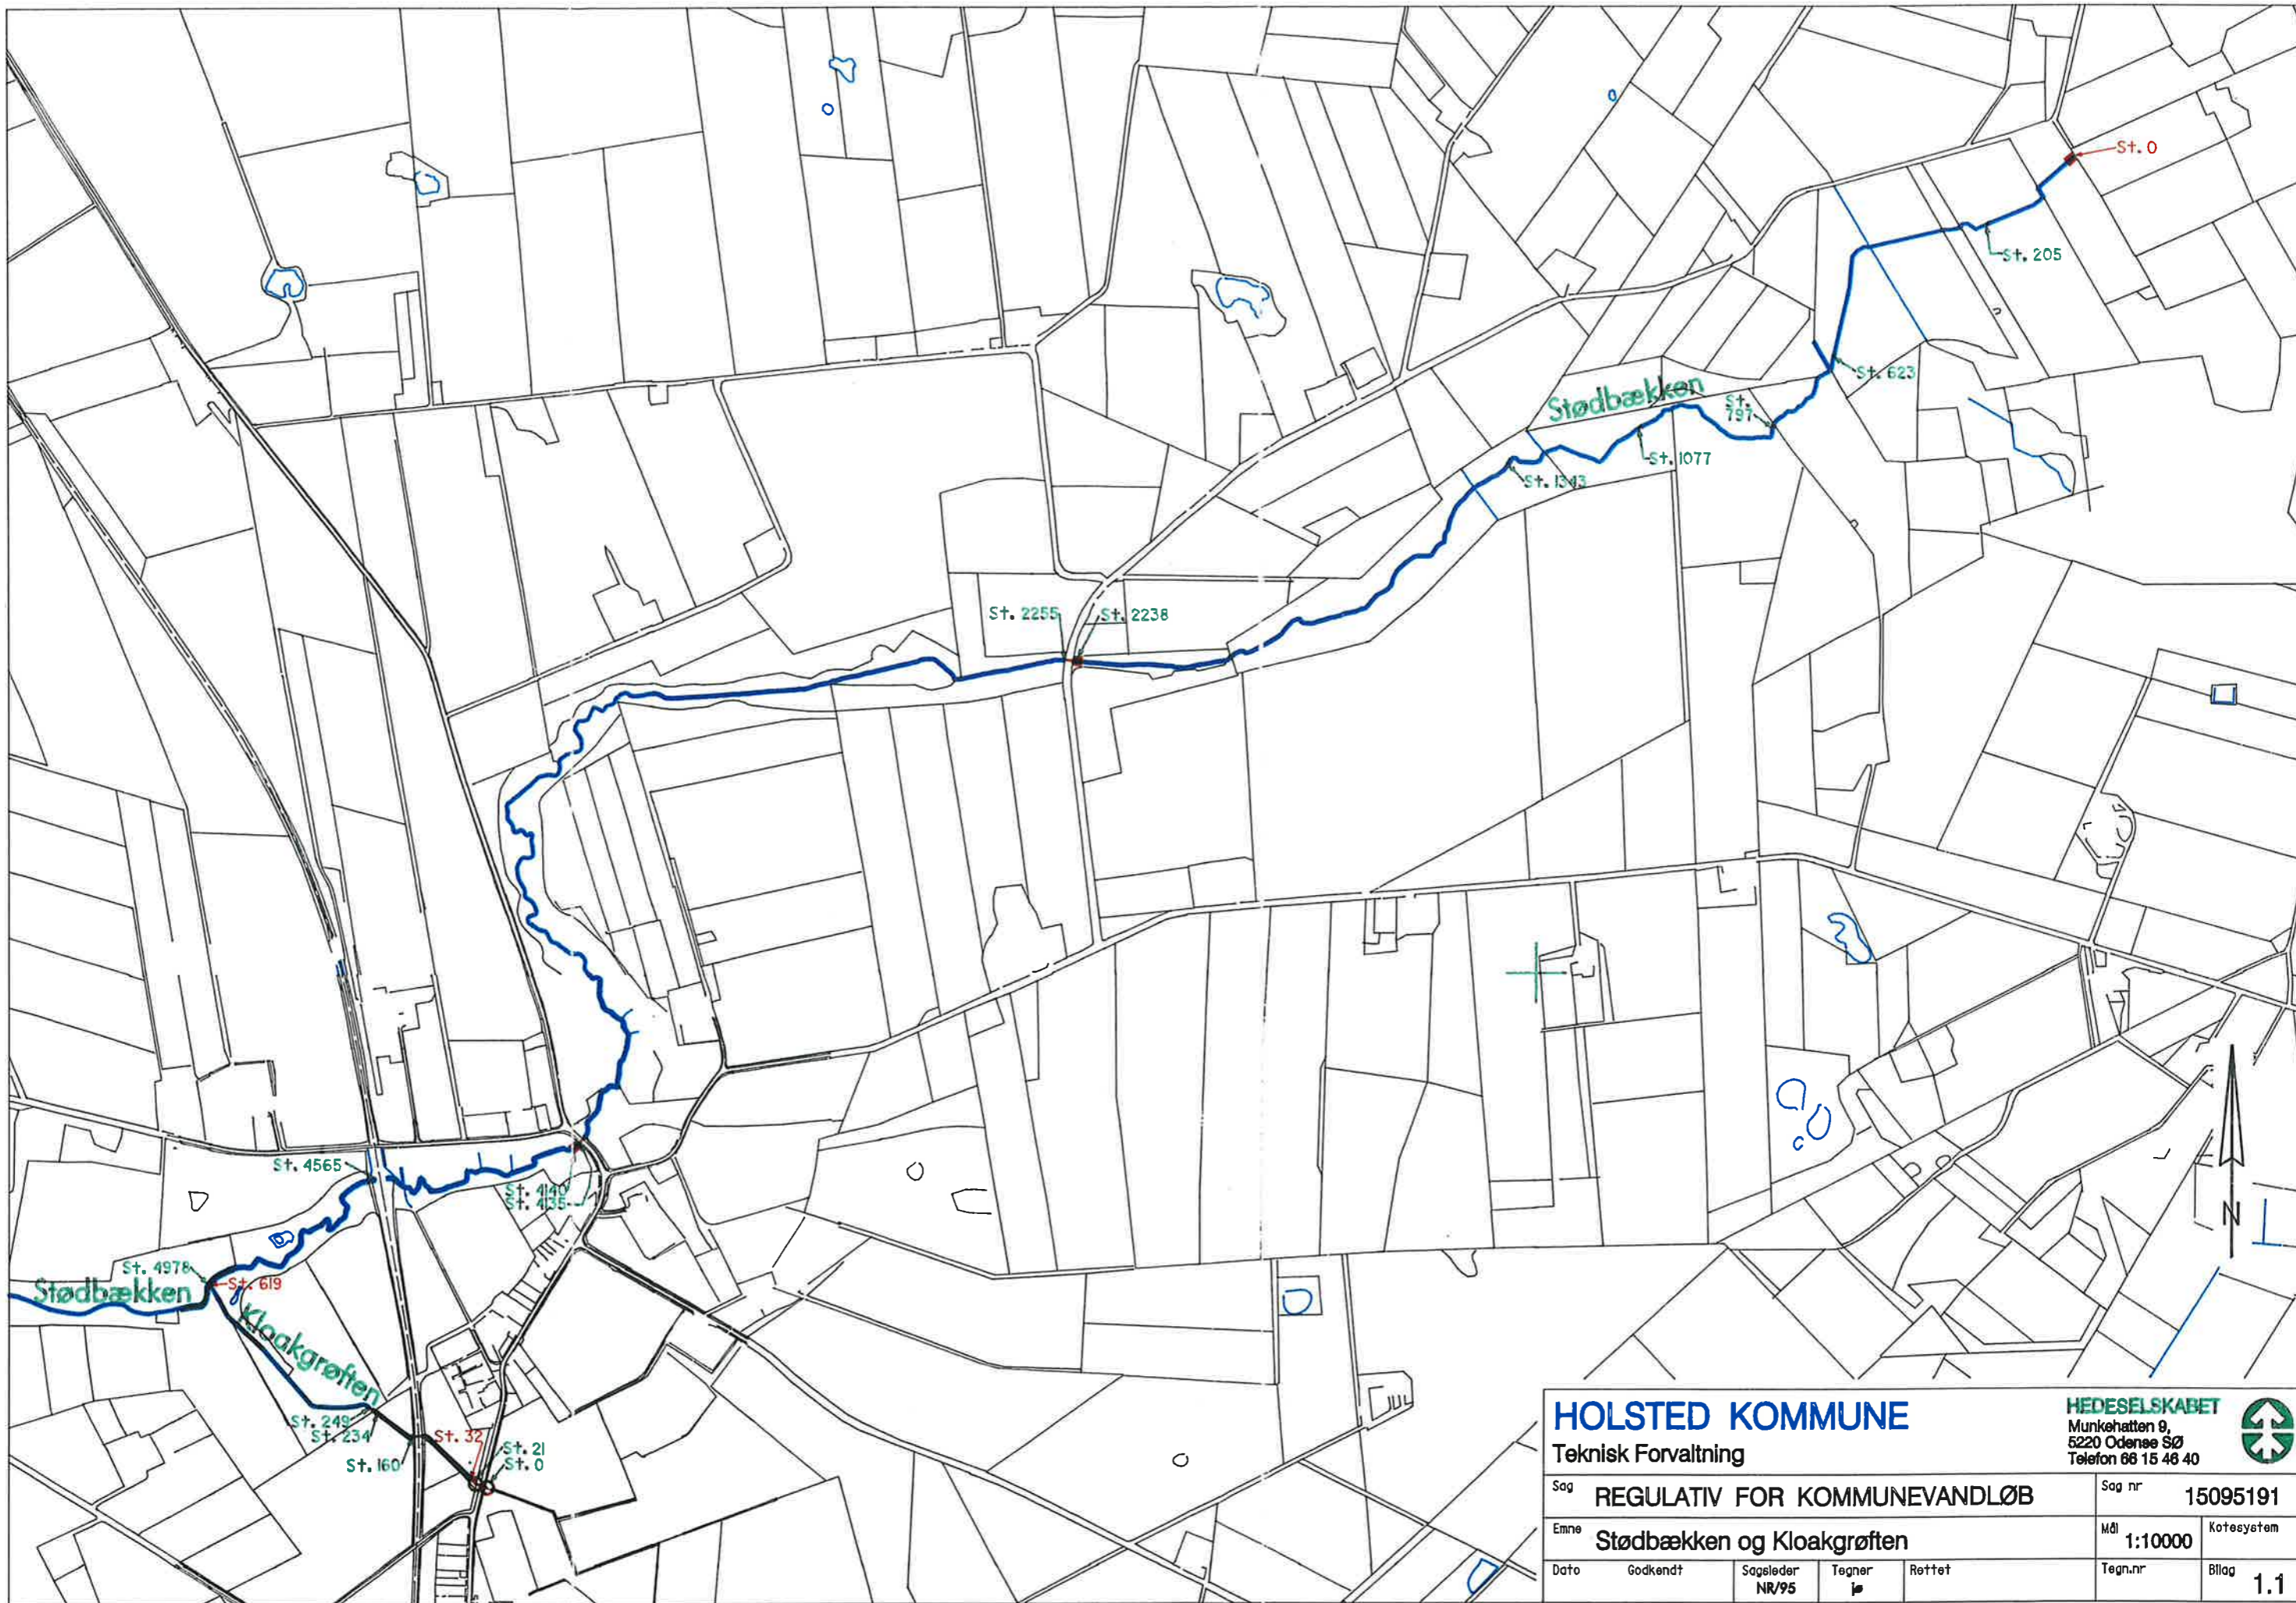 St. 0
St. 205
St. 623
Stødbækken
St.
797
St. 1077
St. 1343
St. 2255
St. 2238
St. 4565
St. 4140
St. 4135
St. 4978
St. 619
Stødbækken
Kloakgrøften
St. 249
St. 234
St. 160
St. 32
St. 21
St. 0
N
HOLSTED KOMMUNE
Teknisk Forvaltning
HEDESELSKABET
Munkehatten 9,
5220 Odense SØ
Telefon 66 15 46 40
Sag REGULATIV FOR KOMMUNEVANDLØB
Sag nr 15095191
Emne Stødbækken og Kloakgrøften
Mål 1:10000
Kotesystem
Dato
Godkendt
Sagsleder
NR/95
Tegner
Rettet
Tegn.nr
Bilag 1.1